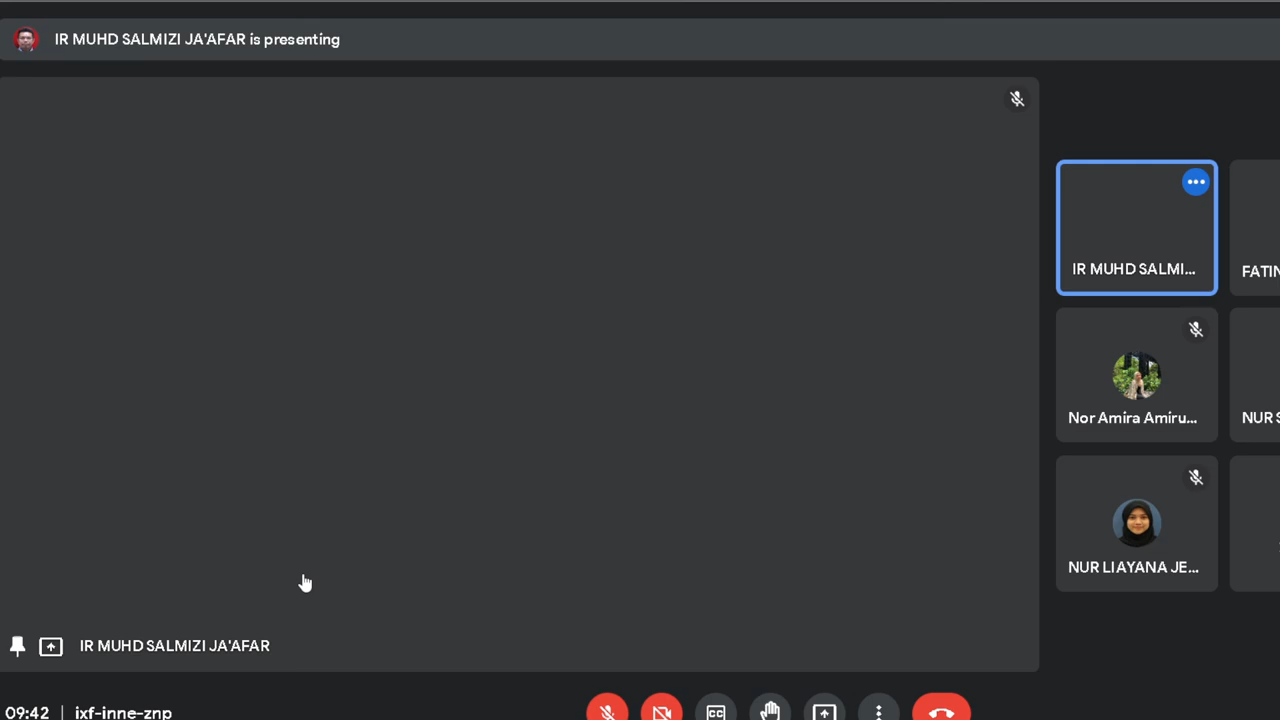 IR MUHD SALMIZI JA'AFAR is presenting
IR MUHD SALMI...
FATIN
Nor Amira Amiru...
NUR S
NUR LIAYANA JE...
IR MUHD SALMIZI JA'AFAR
09:42 | ixf-inne-znp
CC